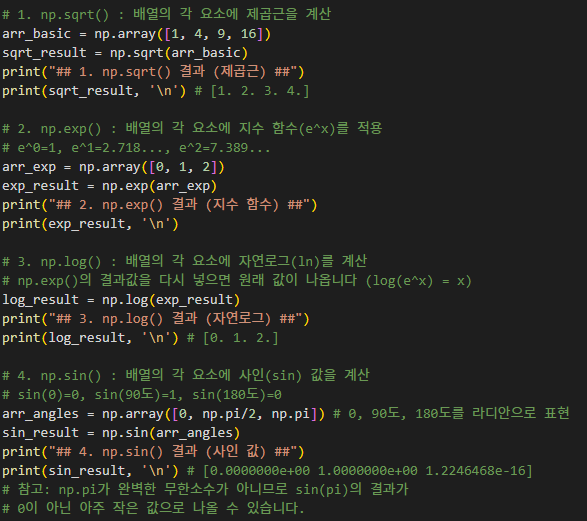 # 1. np.sqrt() : 배열의 각 요소에 제곱근을 계산
arr_basic = np.array([1, 4, 9, 16])
sqrt_result = np.sqrt(arr_basic)
print("## 1. np.sqrt() 결과 (제곱근) ##")
print(sqrt_result, '\n') # [1. 2. 3. 4.]

# 2. np.exp() : 배열의 각 요소에 지수 함수(e^x)를 적용
# e^0=1, e^1=2.718..., e^2=7.389...
arr_exp = np.array([0, 1, 2])
exp_result = np.exp(arr_exp)
print("## 2. np.exp() 결과 (지수 함수) ##")
print(exp_result, '\n')

# 3. np.log() : 배열의 각 요소에 자연로그(ln)를 계산
# np.exp()의 결과값을 다시 넣으면 원래 값이 나옵니다 (log(e^x) = x)
log_result = np.log(exp_result)
print("## 3. np.log() 결과 (자연로그) ##")
print(log_result, '\n') # [0. 1. 2.]

# 4. np.sin() : 배열의 각 요소에 사인(sin) 값을 계산
# sin(0)=0, sin(90도)=1, sin(180도)=0
arr_angles = np.array([0, np.pi/2, np.pi]) # 0, 90도, 180도를 라디안으로 표현
sin_result = np.sin(arr_angles)
print("## 4. np.sin() 결과 (사인 값) ##")
print(sin_result, '\n') # [0.0000000e+00 1.0000000e+00 1.2246468e-16]
# 참고: np.pi가 완벽한 무한소수가 아니므로 sin(pi)의 결과가
# 0이 아닌 아주 작은 값으로 나올 수 있습니다.